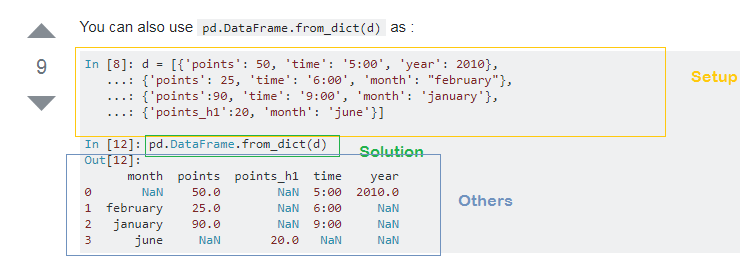 You can also use pd.DataFrame.from_dict(d) as :
9
In [8]: d = [{'points': 50, 'time': '5:00', 'year': 2010},
...: {'points': 25, 'time': '6:00', 'month': "february"},
...: {'points':90, 'time': '9:00', 'month': 'january'},
...: {'points_h1':20, 'month': 'june'}]
Setup
In [12]: pd.DataFrame.from_dict(d)
Solution
Out[12]:
month points points_h1 time year
0 NaN 50.0 NaN 5:00 2010.0
1 february 25.0 NaN 6:00 NaN
2 january 90.0 NaN 9:00 NaN
3 june NaN 20.0 NaN NaN
Others